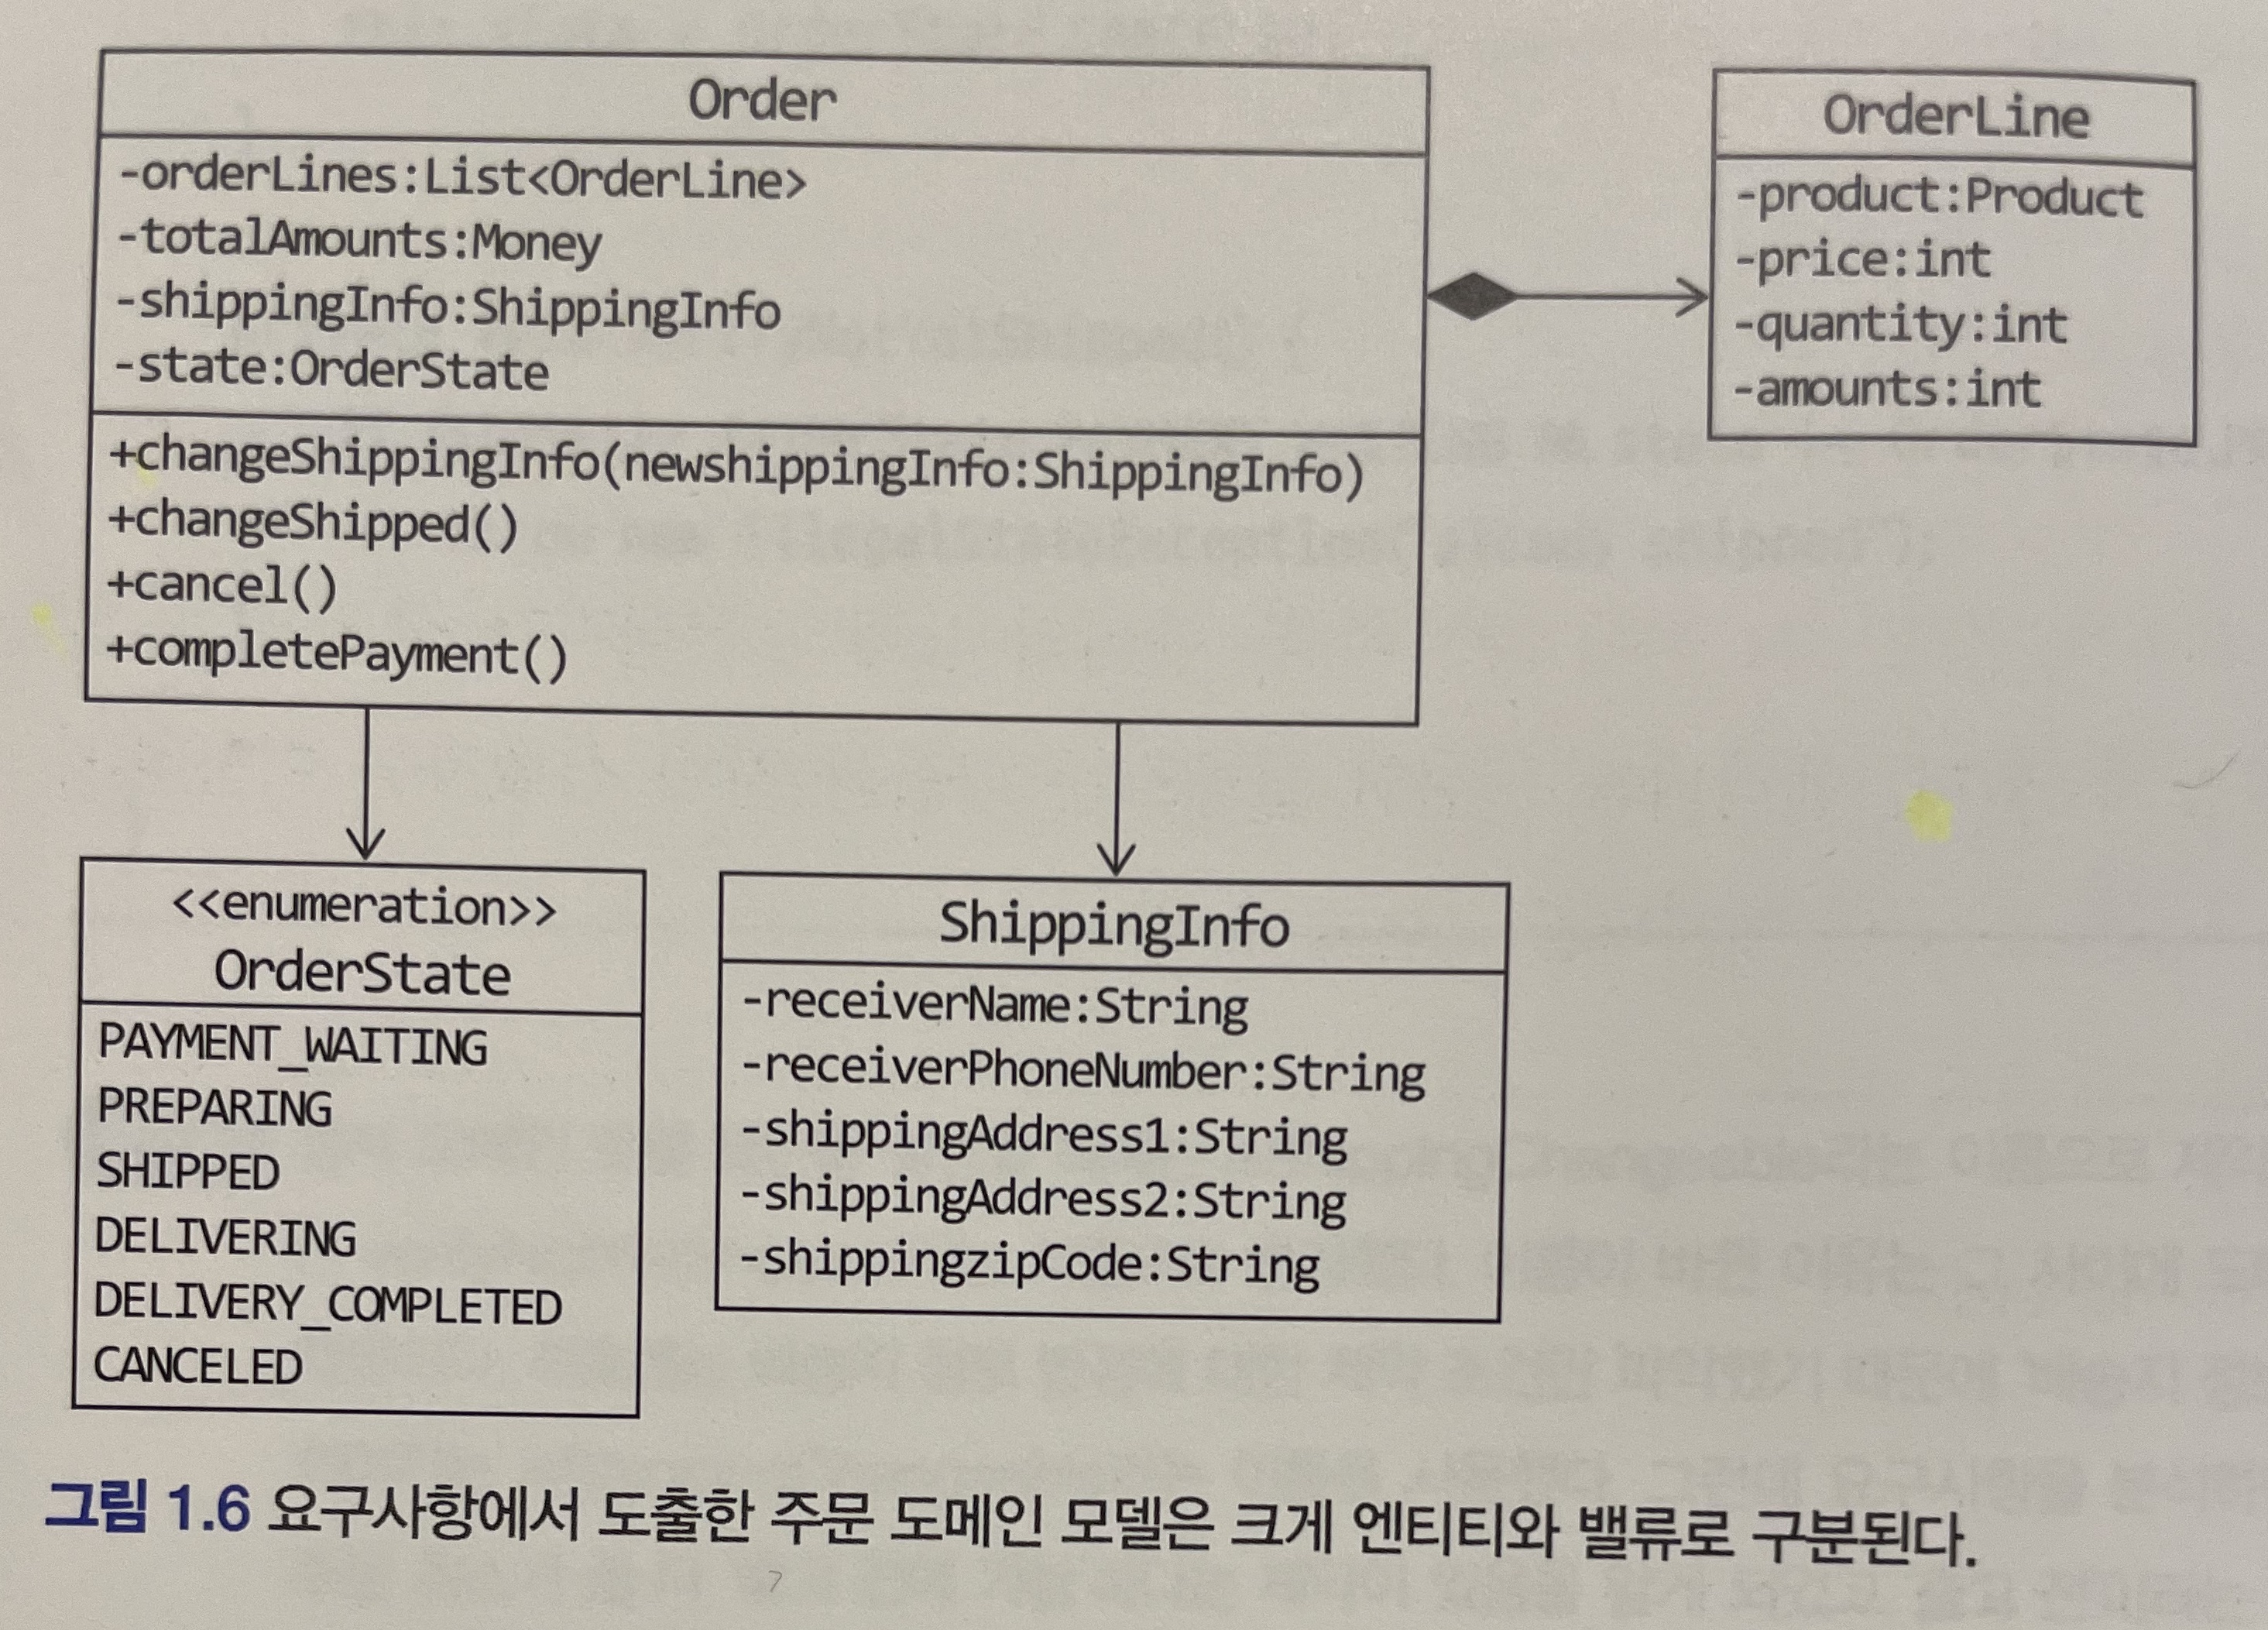 Order
-orderLines:List<OrderLine>
-totalAmounts:Money
-shippingInfo:ShippingInfo
-state:OrderState
+changeShippingInfo(newshippingInfo:ShippingInfo)
+changeShipped()
+cancel()
+completePayment()
OrderLine
-product:Product
-price:int
-quantity:int
-amounts:int
<<enumeration>>
OrderState
PAYMENT_WAITING
PREPARING
SHIPPED
DELIVERING
DELIVERY_COMPLETED
CANCELED
ShippingInfo
-receiverName:String
-receiverPhoneNumber:String
-shippingAddress1:String
-shippingAddress2:String
-shippingzipCode:String
그림 1.6 요구사항에서 도출한 주문 도메인 모델은 크게 엔티티와 밸류로 구분된다.